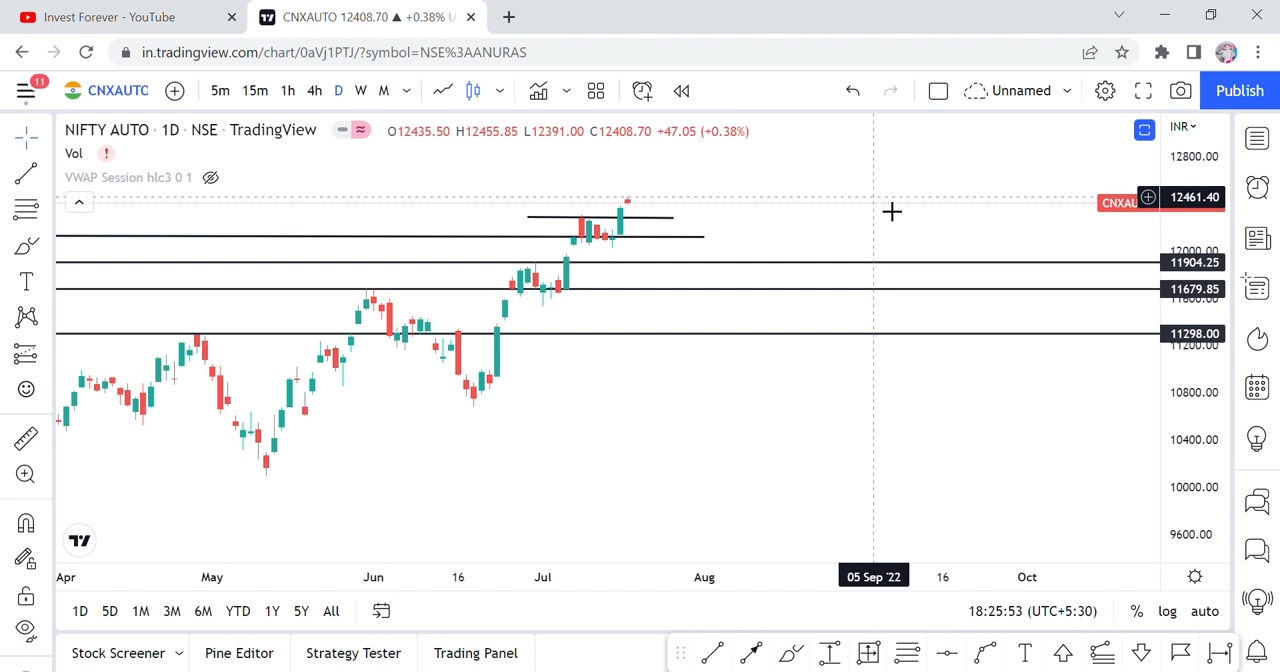 Invest Forever - YouTube
CNXAUTO 12408.70 ▲ +0.38% U
in.tradingview.com/chart/0aVj1PTJ/?symbol=NSE%3AANURAS
11
CNXAUTO 5m 15m 1h 4h D W M Unnamed Publish
NIFTY AUTO · 1D · NSE · TradingView O12435.50 H12455.85 L12391.00 C12408.70 +47.05 (+0.38%) INR
Vol !
VWAP Session hlc3 0 1
12800.00
CNXAU 12461.40
12000.00
11904.25
11679.85
11600.00
11298.00
11200.00
10800.00
10400.00
10000.00
9600.00
Apr May Jun 16 Jul Aug 05 Sep '22 16 Oct
1D 5D 1M 3M 6M YTD 1Y 5Y All 18:25:53 (UTC+5:30) % log auto
Stock Screener Pine Editor Strategy Tester Trading Panel